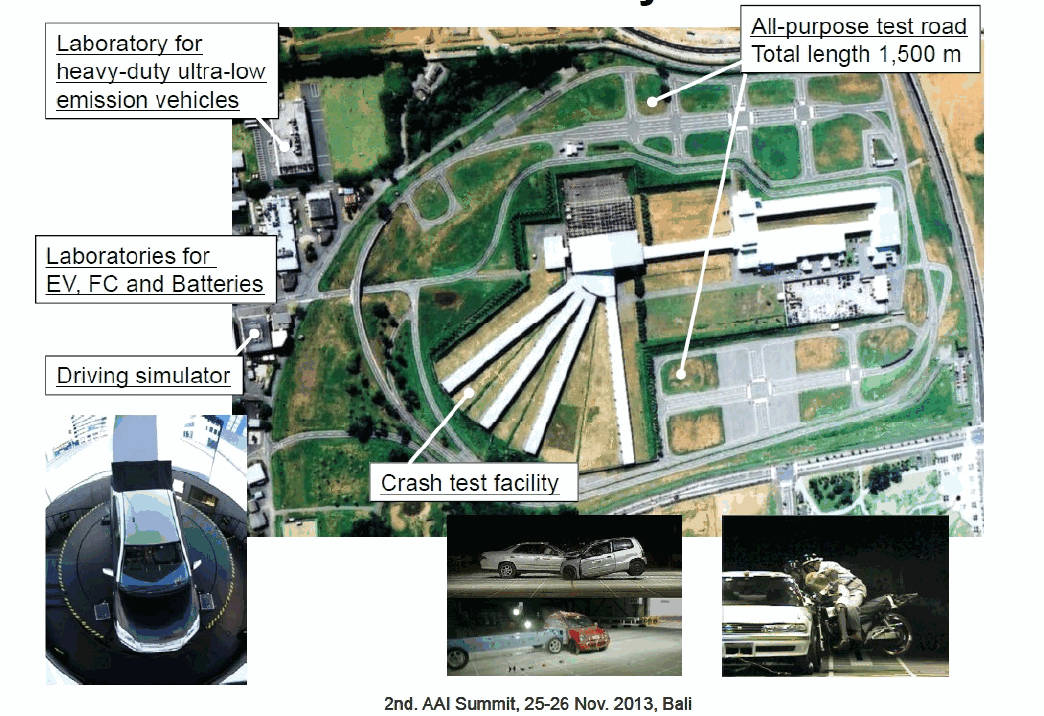 Laboratory for
heavy-duty ultra-low
emission vehicles
All-purpose test road
Total length 1,500 m
Laboratories for
EV, FC and Batteries
Driving simulator
Crash test facility
2nd. AAI Summit, 25-26 Nov. 2013, Bali